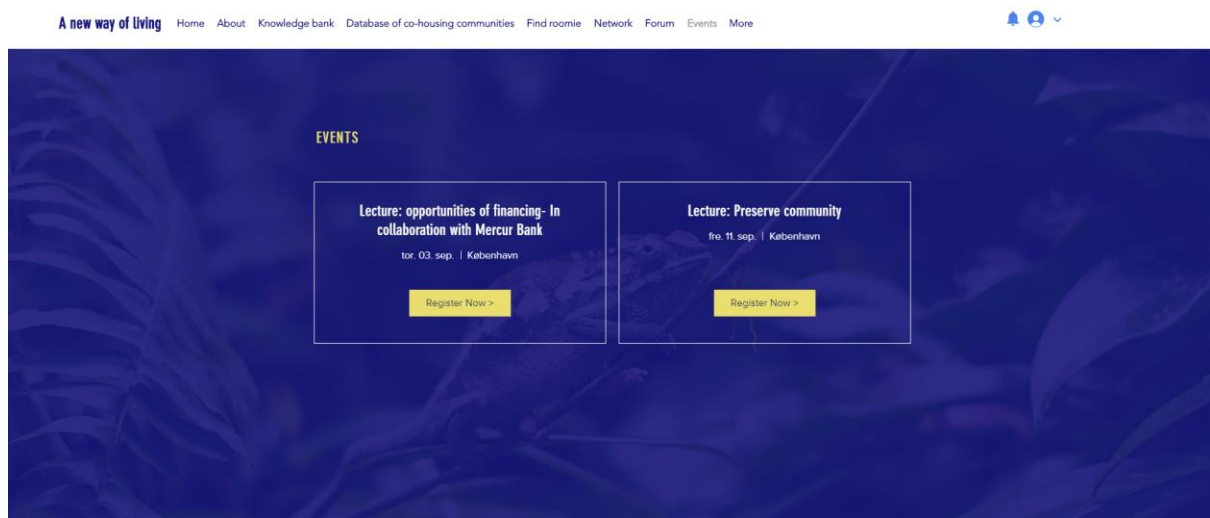 A new way of living Home About Knowledge bank Database of co-housing communities Find roomie Network Forum Events More
EVENTS
Lecture: opportunities of financing- In
collaboration with Mercur Bank
tor. 03. sep. | København
Register Now >
Lecture: Preserve community
fre. 11. sep. | København
Register Now >